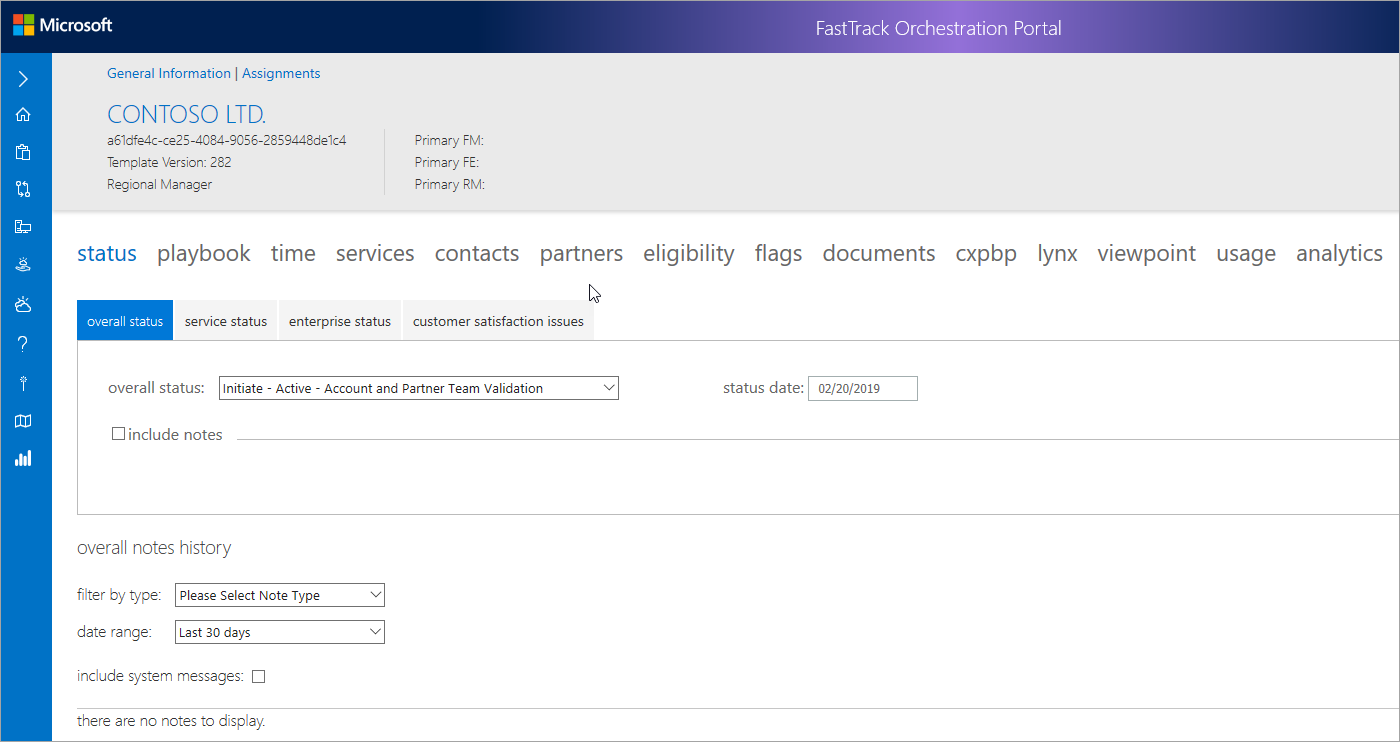 Microsoft
FastTrack Orchestration Portal
General Information | Assignments
CONTOSO LTD.
a61dfe4c-ce25-4084-9056-2859448de1c4
Template Version: 282
Regional Manager
Primary FM:
Primary FE:
Primary RM:
status playbook time services contacts partners eligibility flags documents cxpbp lynx viewpoint usage analytics
overall status service status enterprise status customer satisfaction issues
overall status: Initiate - Active - Account and Partner Team Validation status date: 02/20/2019
include notes
overall notes history
filter by type: Please Select Note Type
date range: Last 30 days
include system messages:
there are no notes to display.